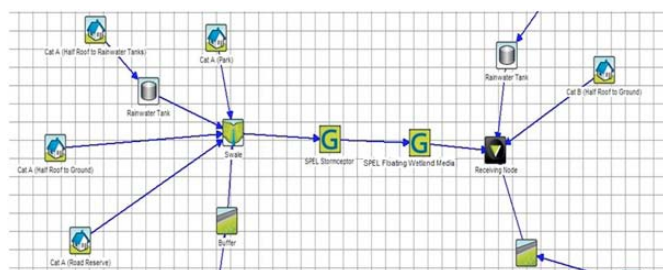 Cat A (Half Roof to Rainwater Tanks)
Cat A (Park)
Rainwater Tank
Rainwater Tank
Cat B (Half Roof to Ground)
Cat A (Half Roof to Ground)
Swale
G
SPEL Stormceptor
G
SPEL Floating Wetland Media
Receiving Node
Buffer
Cat A (Road Reserve)